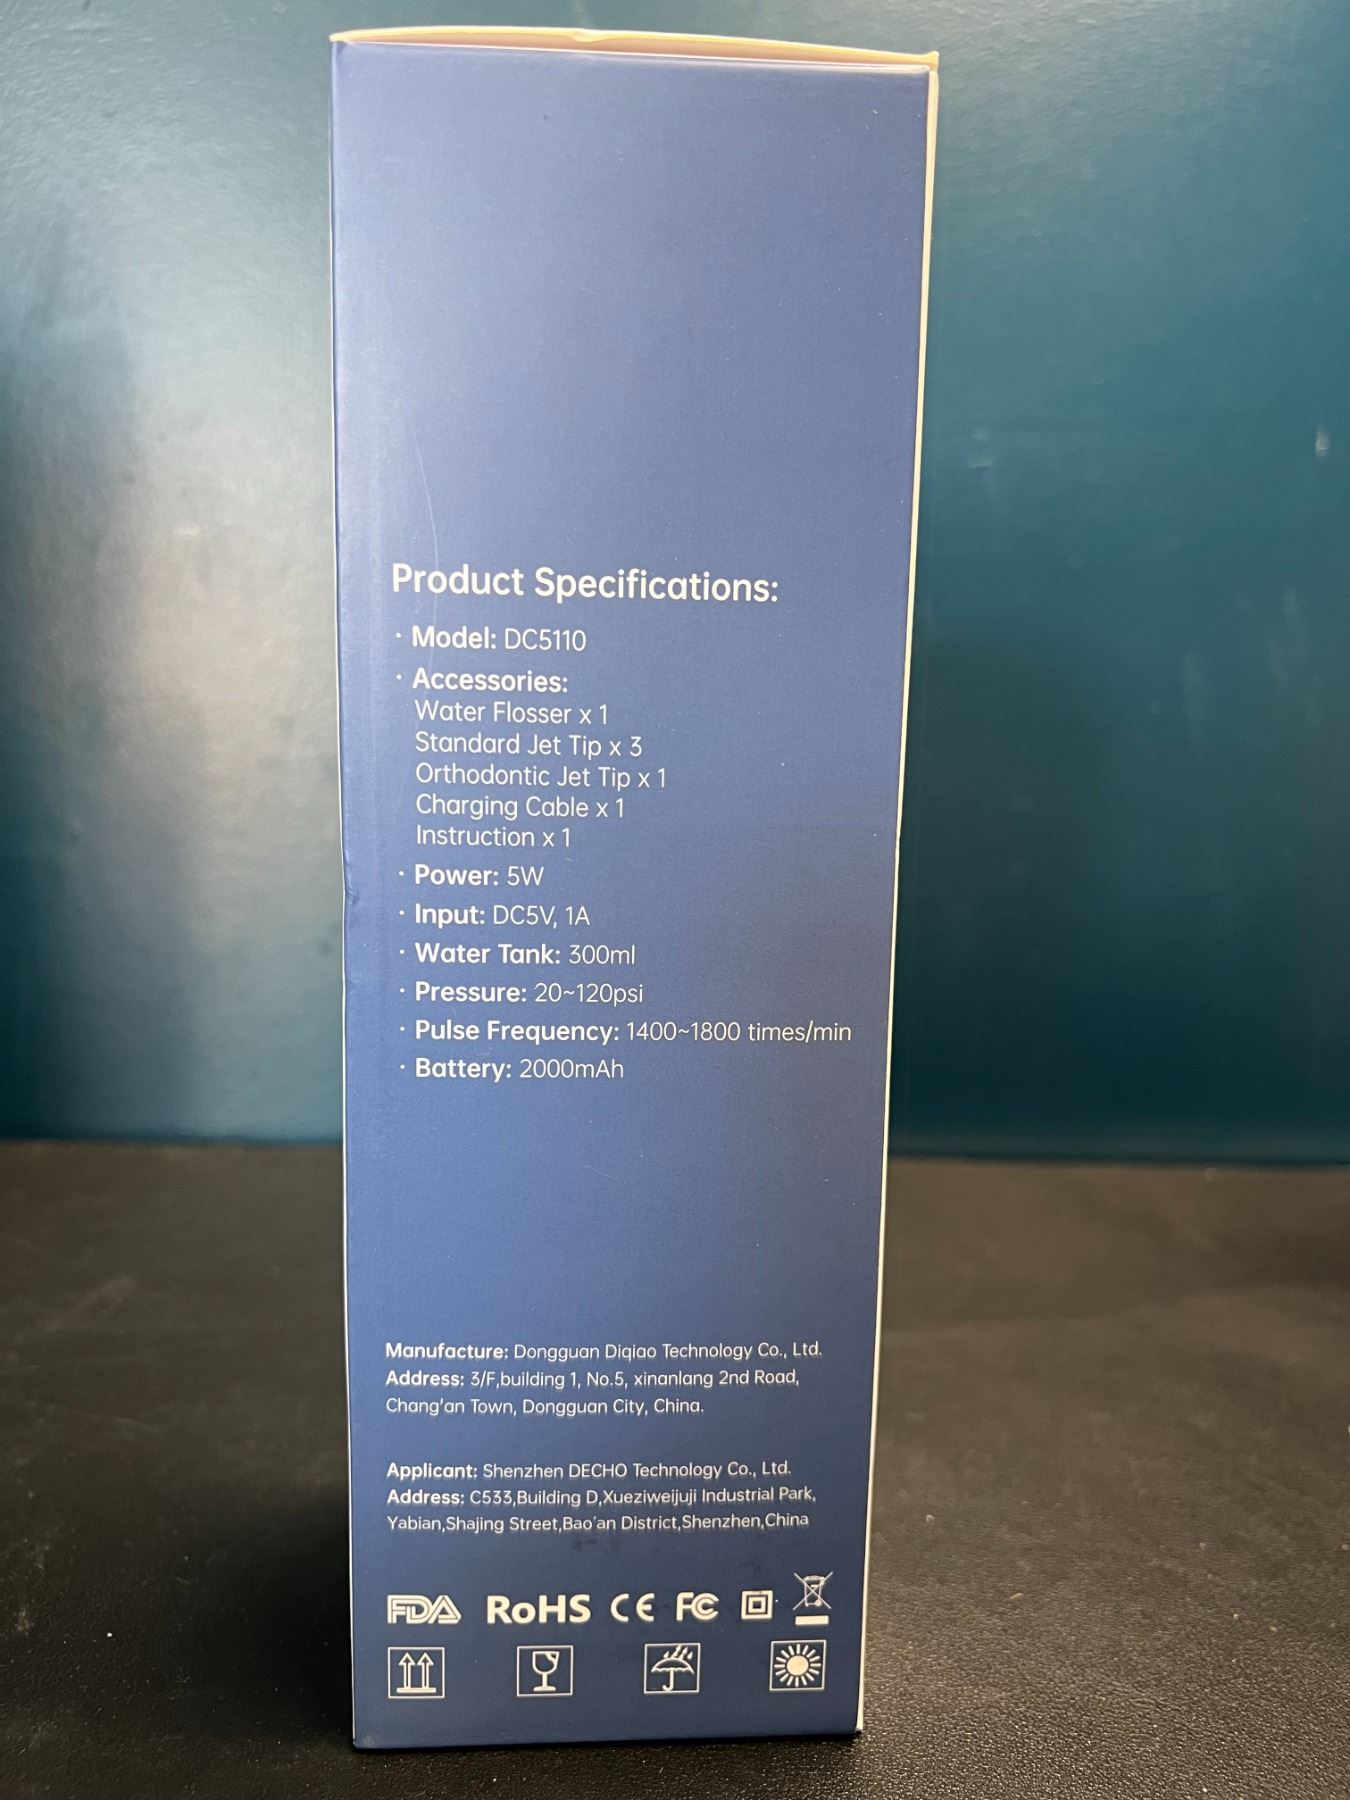 Product Specifications:
· Model: DC5110
· Accessories:
Water Flosser x 1
Standard Jet Tip x 3
Orthodontic Jet Tip x 1
Charging Cable x 1
Instruction x 1
· Power: 5W
· Input: DC5V, 1A
· Water Tank: 300ml
· Pressure: 20~120psi
· Pulse Frequency: 1400~1800 times/min
· Battery: 2000mAh
Manufacture: Dongguan Diqiao Technology Co., Ltd.
Address: 3/F,building 1, No.5, xinanlang 2nd Road,
Chang'an Town, Dongguan City, China.
Applicant: Shenzhen DECHO Technology Co., Ltd.
Address: C533,Building D,Xueziweijuji Industrial Park,
Yabian,Shajing Street,Bao'an District,Shenzhen,China
FDA RoHS CE FC